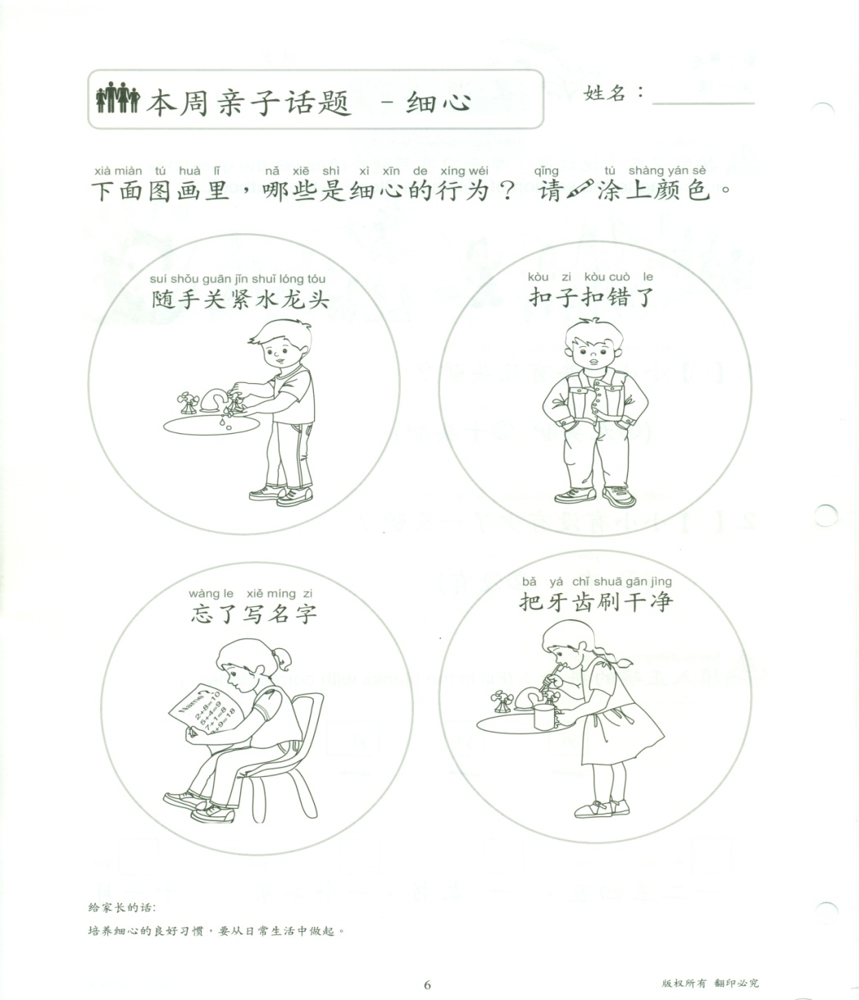 本周亲子话题 - 细心
姓名：
xià miàn tú huà lǐ nǎ xiē shì xì xīn de xíng wéi qǐng tú shàng yán sè
下面图画里，哪些是细心的行为？ 请涂上颜色。
suí shǒu guān jǐn shuǐ lóng tóu
随手关紧水龙头
kòu zi kòu cuò le
扣子扣错了
wàng le xiě míng zi
忘了写名字
Name
2+8=10
5+4=9
7+1=8
+9=18
bǎ yá chǐ shuā gān jìng
把牙齿刷干净
给家长的话:
培养细心的良好习惯，要从日常生活中做起。
6
版权所有 翻印必究